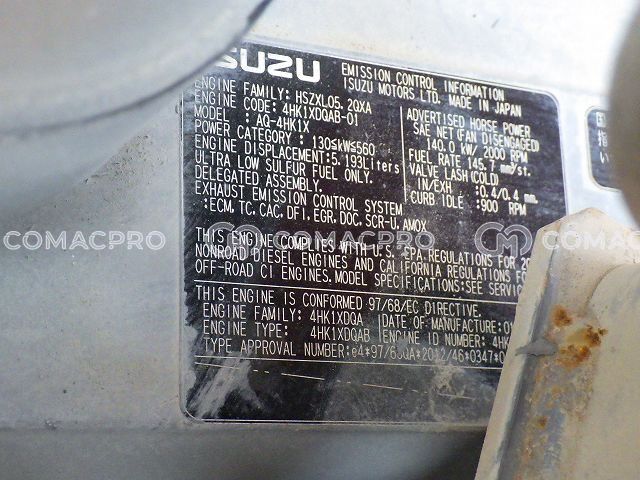 ISUZU
EMISSION CONTROL INFORMATION
ISUZU MOTORS.LTD. MADE IN JAPAN
ENGINE FAMILY: HSZXL05.2QXA
ENGINE CODE: 4HK1XDQAB-01
MODEL : AQ-4HK1X
POWER CATEGORY : 130≤kW≤560
ENGINE DISPLACEMENT:5.193Liters
ULTRA LOW SULFUR FUEL ONLY.
DELEGATED ASSEMBLY.
EXHAUST EMISSION CONTROL SYSTEM
:ECM, TC, CAC, DFI, EGR, DOC, SCR-U, AMOX
ADVERTISED HORSE POWER
SAE NET(FAN DISENGAGED)
140.0 kW/ 2000 RPM
FUEL RATE 145.1 mm³/st.
VALVE LASH(COLD)
IN/EXH :0.4/0.4 mm.
CURB IDLE :900 RPM
THIS ENGINE COMPLIES WITH U.S. EPA REGULATIONS FOR
NONROAD DIESEL ENGINES AND CALIFORNIA REGULATIONS
OFF-ROAD CI ENGINES. MODEL SPECIFICATIONS:SEE
THIS ENGINE IS CONFORMED 97/68/EC DIRECTIVE.
ENGINE FAMILY: 4HK1XDQA DATE OF MANUFACTURE:
ENGINE TYPE: 4HK1XDQAB ENGINE ID NUMBER:
TYPE APPROVAL NUMBER:
COMACPRO COMACPRO COMACPRO